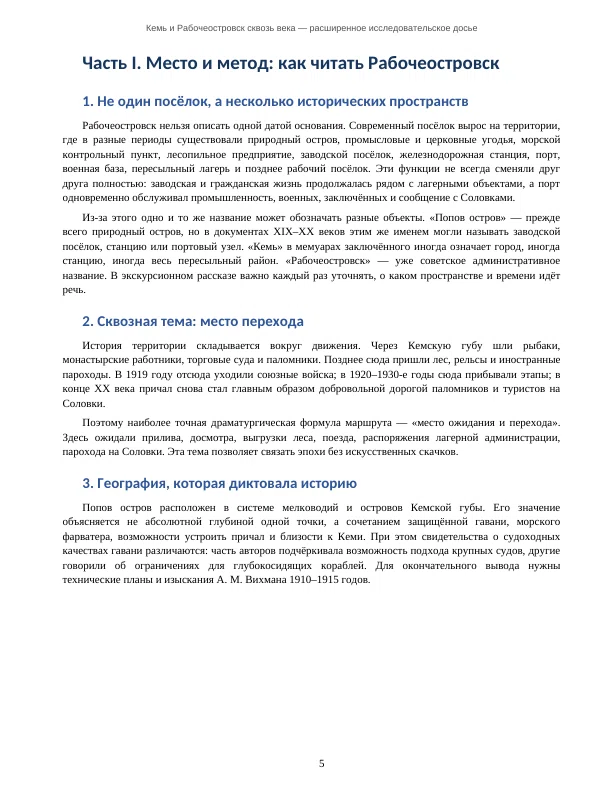 Кемь и Рабочеостровск сквозь века — расширенное исследовательское досье
Часть I. Место и метод: как читать Рабочеостровск
1. Не один посёлок, а несколько исторических пространств
Рабочеостровск нельзя описать одной датой основания. Современный посёлок вырос на территории,
где в разные периоды существовали природный остров, промысловые и церковные угодья, морской
контрольный пункт, лесопильное предприятие, заводской посёлок, железнодорожная станция, порт,
военная база, пересыльный лагерь и позднее рабочий посёлок. Эти функции не всегда сменяли друг
друга полностью: заводская и гражданская жизнь продолжалась рядом с лагерными объектами, а порт
одновременно обслуживал промышленность, военных, заключённых и сообщение с Соловками.
Из-за этого одно и то же название может обозначать разные объекты. «Попов остров» — прежде
всего природный остров, но в документах XIX–XX веков этим же именем могли называть заводской
посёлок, станцию или портовый узел. «Кемь» в мемуарах заключённого иногда означает город, иногда
станцию, иногда весь пересыльный район. «Рабочеостровск» — уже советское административное
название. В экскурсионном рассказе важно каждый раз уточнять, о каком пространстве и времени идёт
речь.
2. Сквозная тема: место перехода
История территории складывается вокруг движения. Через Кемскую губу шли рыбаки,
монастырские работники, торговые суда и паломники. Позднее сюда пришли лес, рельсы и иностранные
пароходы. В 1919 году отсюда уходили союзные войска; в 1920–1930-е годы сюда прибывали этапы; в
конце XX века причал снова стал главным образом добровольной дорогой паломников и туристов на
Соловки.
Поэтому наиболее точная драматургическая формула маршрута — «место ожидания и перехода».
Здесь ожидали прилива, досмотра, выгрузки леса, поезда, распоряжения лагерной администрации,
парохода на Соловки. Эта тема позволяет связать эпохи без искусственных скачков.
3. География, которая диктовала историю
Попов остров расположен в системе мелководий и островов Кемской губы. Его значение
объясняется не абсолютной глубиной одной точки, а сочетанием защищённой гавани, морского
фарватера, возможности устроить причал и близости к Кеми. При этом свидетельства о судоходных
качествах гавани различаются: часть авторов подчёркивала возможность подхода крупных судов, другие
говорили об ограничениях для глубокосидящих кораблей. Для окончательного вывода нужны
технические планы и изыскания А. М. Вихмана 1910–1915 годов.
5